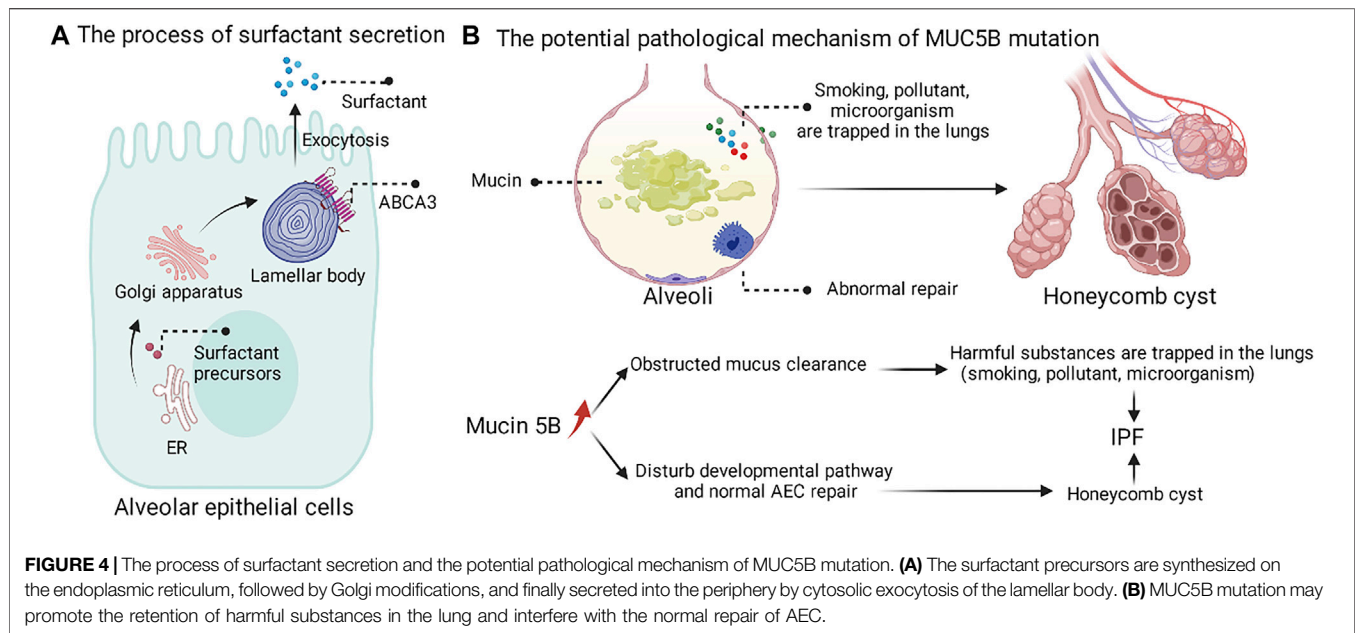 A The process of surfactant secretion
Surfactant
Exocytosis
ABCA3
Lamellar body
Golgi apparatus
Surfactant
precursors
ER
Alveolar epithelial cells
B The potential pathological mechanism of MUC5B mutation
Smoking, pollutant,
microorganism
are trapped in the lungs
Mucin
Abnormal repair
Alveoli
Honeycomb cyst
Obstructed mucus clearance
Harmful substances are trapped in the lungs
(smoking, pollutant, microorganism)
Mucin 5B
IPF
Disturb developmental pathway
and normal AEC repair
Honeycomb cyst
FIGURE 4 | The process of surfactant secretion and the potential pathological mechanism of MUC5B mutation. (A) The surfactant precursors are synthesized on
the endoplasmic reticulum, followed by Golgi modifications, and finally secreted into the periphery by cytosolic exocytosis of the lamellar body. (B) MUC5B mutation may
promote the retention of harmful substances in the lung and interfere with the normal repair of AEC.